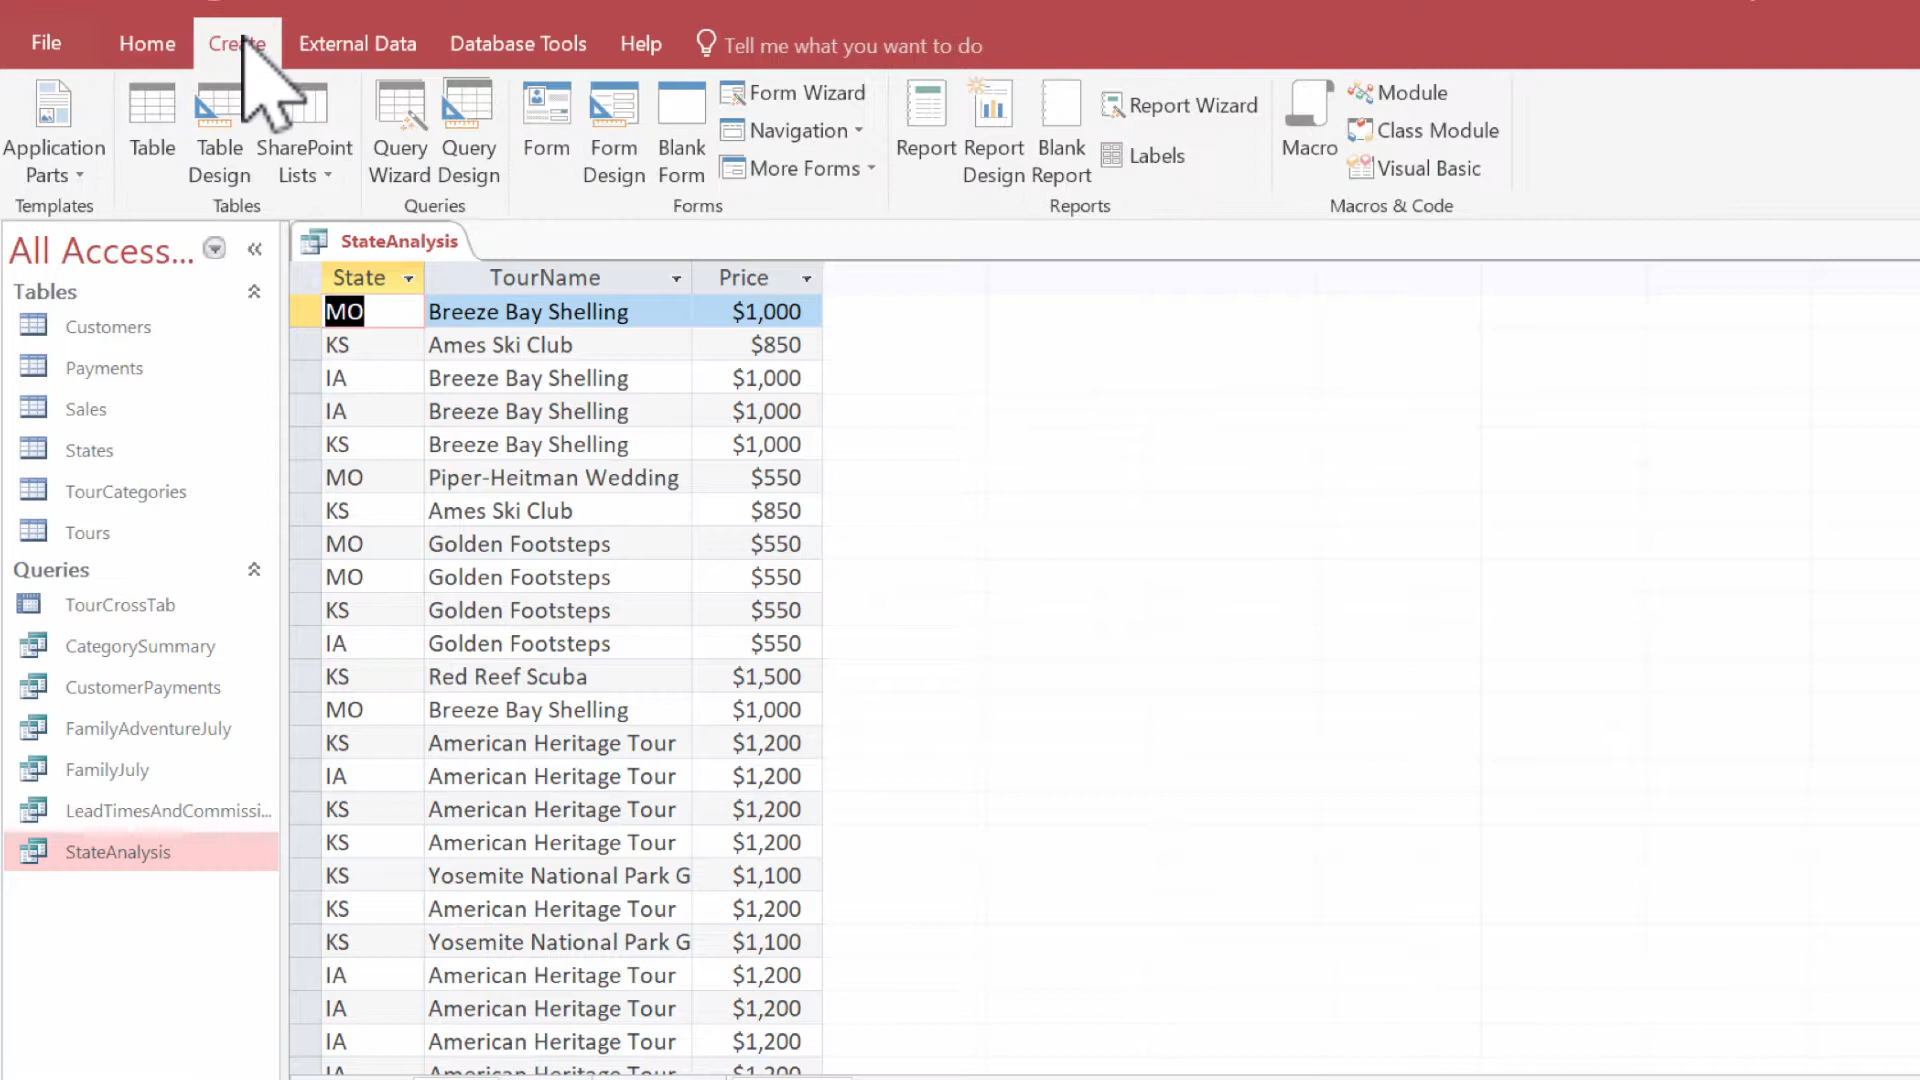 File Home Create External Data Database Tools Help Tell me what you want to do
Application Parts
Templates
Table
Table Design
SharePoint Lists
Tables
Query Wizard
Query Design
Queries
Form
Form Design
Blank Form
Form Wizard
Navigation
More Forms
Forms
Report
Report Design
Blank Report
Report Wizard
Labels
Reports
Macro
Module
Class Module
Visual Basic
Macros & Code
All Access...
Tables
Customers
Payments
Sales
States
TourCategories
Tours
Queries
TourCrossTab
CategorySummary
CustomerPayments
FamilyAdventureJuly
FamilyJuly
LeadTimesAndCommissi...
StateAnalysis
StateAnalysis
State TourName Price
MO Breeze Bay Shelling $1,000
KS Ames Ski Club $850
IA Breeze Bay Shelling $1,000
IA Breeze Bay Shelling $1,000
KS Breeze Bay Shelling $1,000
MO Piper-Heitman Wedding $550
KS Ames Ski Club $850
MO Golden Footsteps $550
MO Golden Footsteps $550
KS Golden Footsteps $550
IA Golden Footsteps $550
KS Red Reef Scuba $1,500
MO Breeze Bay Shelling $1,000
KS American Heritage Tour $1,200
IA American Heritage Tour $1,200
KS American Heritage Tour $1,200
KS American Heritage Tour $1,200
KS Yosemite National Park G $1,100
KS American Heritage Tour $1,200
KS Yosemite National Park G $1,100
IA American Heritage Tour $1,200
IA American Heritage Tour $1,200
IA American Heritage Tour $1,200
IA American Heritage Tour $1,200